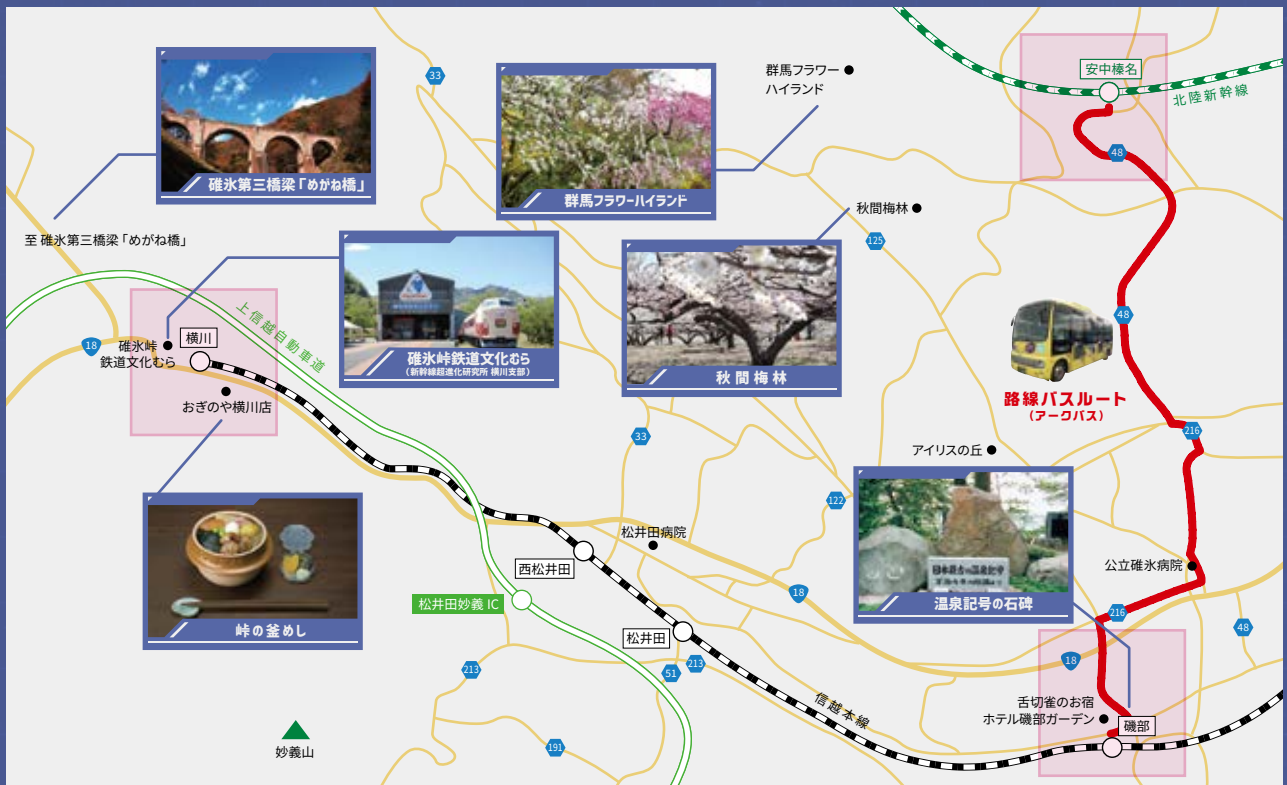 33
群馬フラワー
ハイランド
安中榛名
北陸新幹線
48
碓氷第三橋梁「めがね橋」
群馬フラワーハイランド
至 碓氷第三橋梁「めがね橋」
秋間梅林
125
上信越自動車道
横川
18
碓氷峠
鉄道文化むら
碓氷峠鉄道文化むら
(新幹線超進化研究所 横川支部)
秋間梅林
48
路線バスルート
(アークバス)
おぎのや横川店
33
216
アイリスの丘
122
松井田病院
西松井田
公立碓氷病院
日本最古の温泉記号
温泉記号の石碑
松井田妙義 IC
18
216
峠の釜めし
松井田
48
213
51
213
18
舌切雀のお宿
ホテル磯部ガーデン
信越本線
磯部
191
妙義山